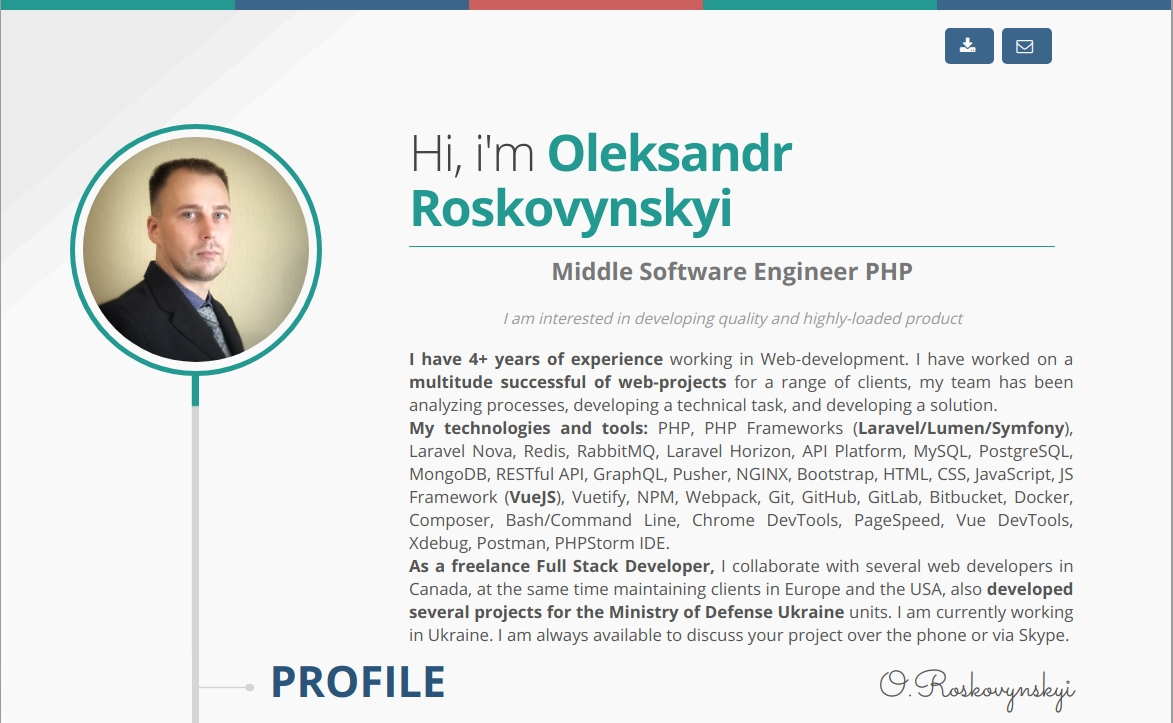 Hi, i'm Oleksandr
Roskovynskyi
Middle Software Engineer PHP
I am interested in developing quality and highly-loaded product
I have 4+ years of experience working in Web-development. I have worked on a
multitude successful of web-projects for a range of clients, my team has been
analyzing processes, developing a technical task, and developing a solution.
My technologies and tools: PHP, PHP Frameworks (Laravel/Lumen/Symfony),
Laravel Nova, Redis, RabbitMQ, Laravel Horizon, API Platform, MySQL, PostgreSQL,
MongoDB, RESTful API, GraphQL, Pusher, NGINX, Bootstrap, HTML, CSS, JavaScript, JS
Framework (VueJS), Vuetify, NPM, Webpack, Git, GitHub, GitLab, Bitbucket, Docker,
Composer, Bash/Command Line, Chrome DevTools, PageSpeed, Vue DevTools,
Xdebug, Postman, PHPStorm IDE.
As a freelance Full Stack Developer, I collaborate with several web developers in
Canada, at the same time maintaining clients in Europe and the USA, also developed
several projects for the Ministry of Defense Ukraine units. I am currently working
in Ukraine. I am always available to discuss your project over the phone or via Skype.
PROFILE
O.Roskovynskyi